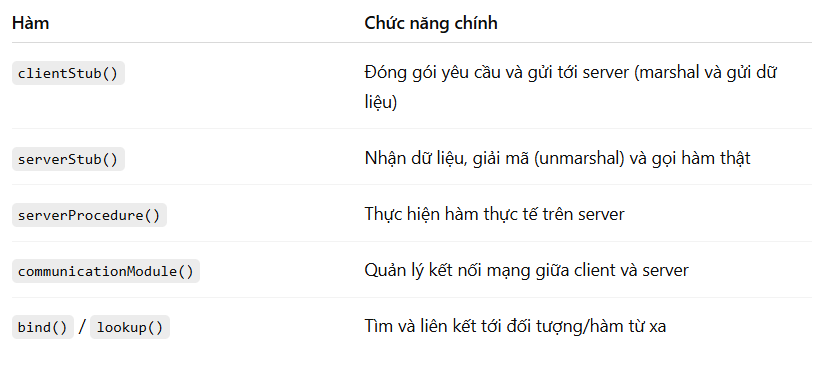 Hàm Chức năng chính
clientStub() Đóng gói yêu cầu và gửi tới server (marshal và gửi dữ
liệu)
serverStub() Nhận dữ liệu, giải mã (unmarshal) và gọi hàm thật
serverProcedure() Thực hiện hàm thực tế trên server
communicationModule() Quản lý kết nối mạng giữa client và server
bind() / lookup() Tìm và liên kết tới đối tượng/hàm từ xa